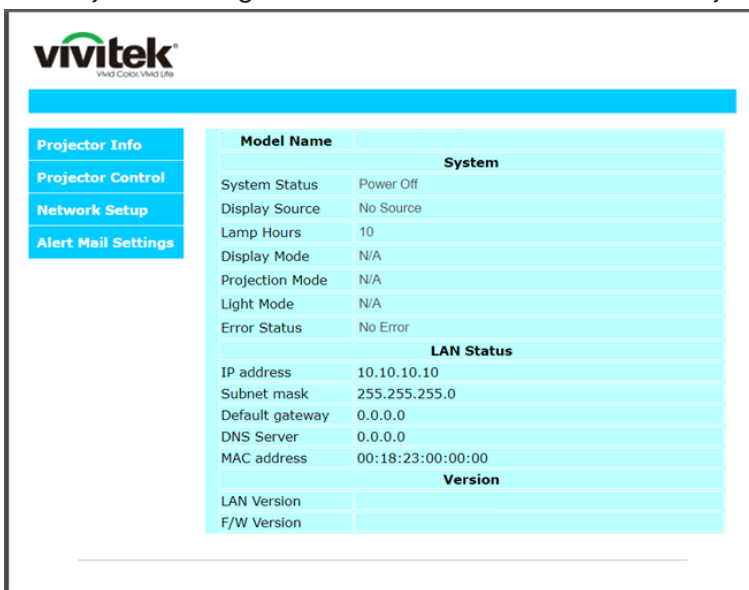 vivitek®
Vivid Color, Vivid Life
Projector Info
Projector Control
Network Setup
Alert Mail Settings
Model Name
System
System Status Power Off
Display Source No Source
Lamp Hours 10
Display Mode N/A
Projection Mode N/A
Light Mode N/A
Error Status No Error
LAN Status
IP address 10.10.10.10
Subnet mask 255.255.255.0
Default gateway 0.0.0.0
DNS Server 0.0.0.0
MAC address 00:18:23:00:00:00
Version
LAN Version
F/W Version